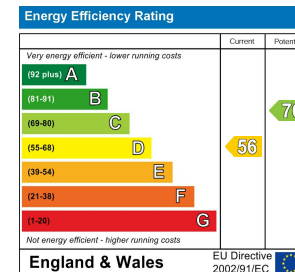 Energy Efficiency Rating
Current
Very energy efficient - lower running costs
(92 plus) A
(81-91) B
(69-80) C
(55-68) D
56
(39-54) E
(21-38) F
(1-20) G
Not energy efficient - higher running costs
England & Wales
EU Directive
2002/91/EC